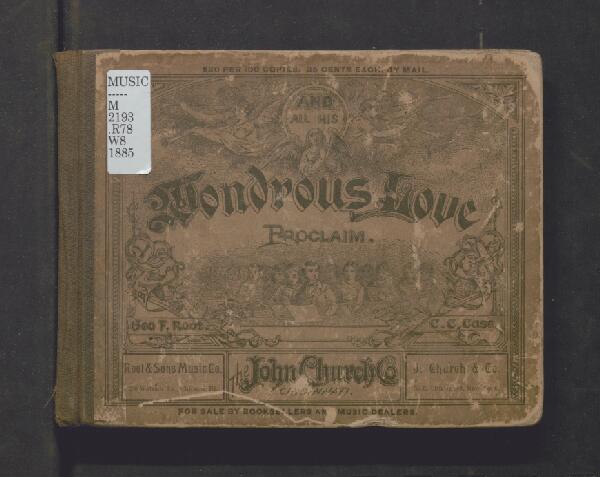 MUSIC
-----
M
2193
.R78
W8
1885
$30 PER 100 COPIES. 35 CENTS EACH, BY MAIL.
AND
ALL HIS
Wondrous Love
PROCLAIM.
Geo F. Root.
C. C. Case.
Root & Sons Music Co.
The John Church Co
CINCINNATI.
J. Church & Co.
FOR SALE BY BOOKSELLERS AND MUSIC DEALERS.